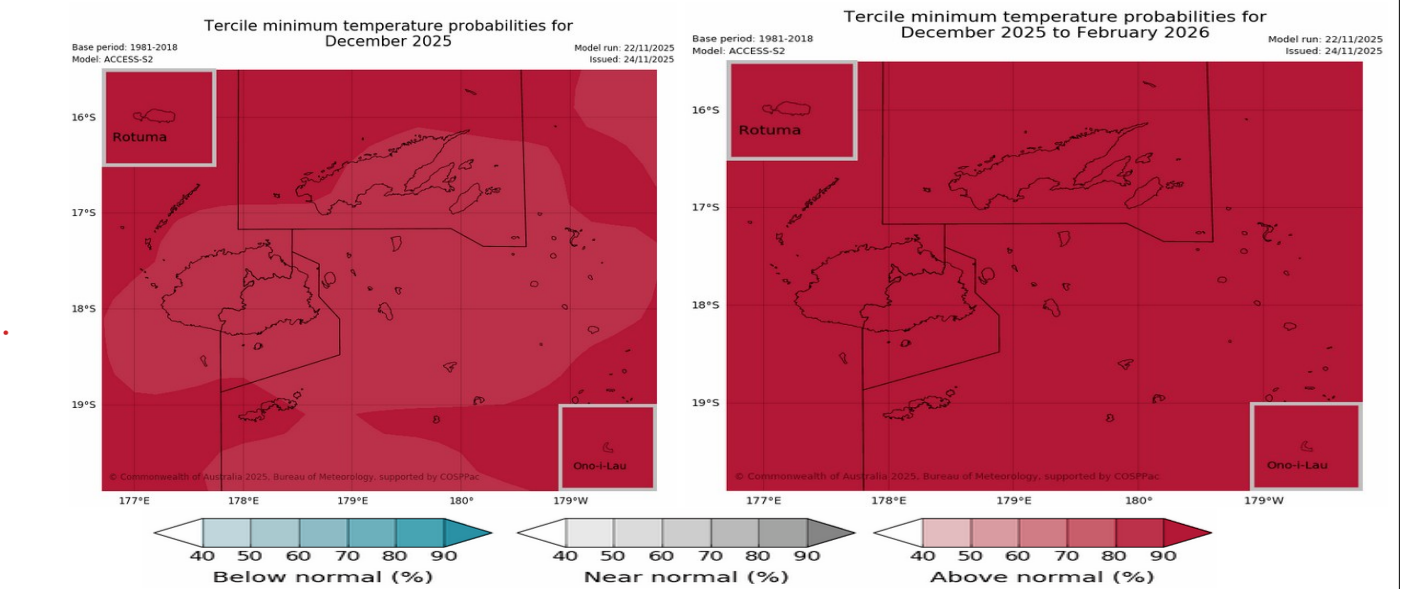 Tercile minimum temperature probabilities for
December 2025
Base period: 1981-2018
Model: ACCESS-S2
Model run: 22/11/2025
Issued: 24/11/2025
Rotuma
16°S
17°S
18°S
19°S
Ono-i-Lau
© Commonwealth of Australia 2025, Bureau of Meteorology, supported by COSPPac
177°E 178°E 179°E 180° 179°W
Tercile minimum temperature probabilities for
December 2025 to February 2026
Base period: 1981-2018
Model: ACCESS-S2
Model run: 22/11/2025
Issued: 24/11/2025
Rotuma
16°S
17°S
18°S
19°S
Ono-i-Lau
© Commonwealth of Australia 2025, Bureau of Meteorology, supported by COSPPac
177°E 178°E 179°E 180° 179°W
40 50 60 70 80 90
Below normal (%)
40 50 60 70 80 90
Near normal (%)
40 50 60 70 80 90
Above normal (%)